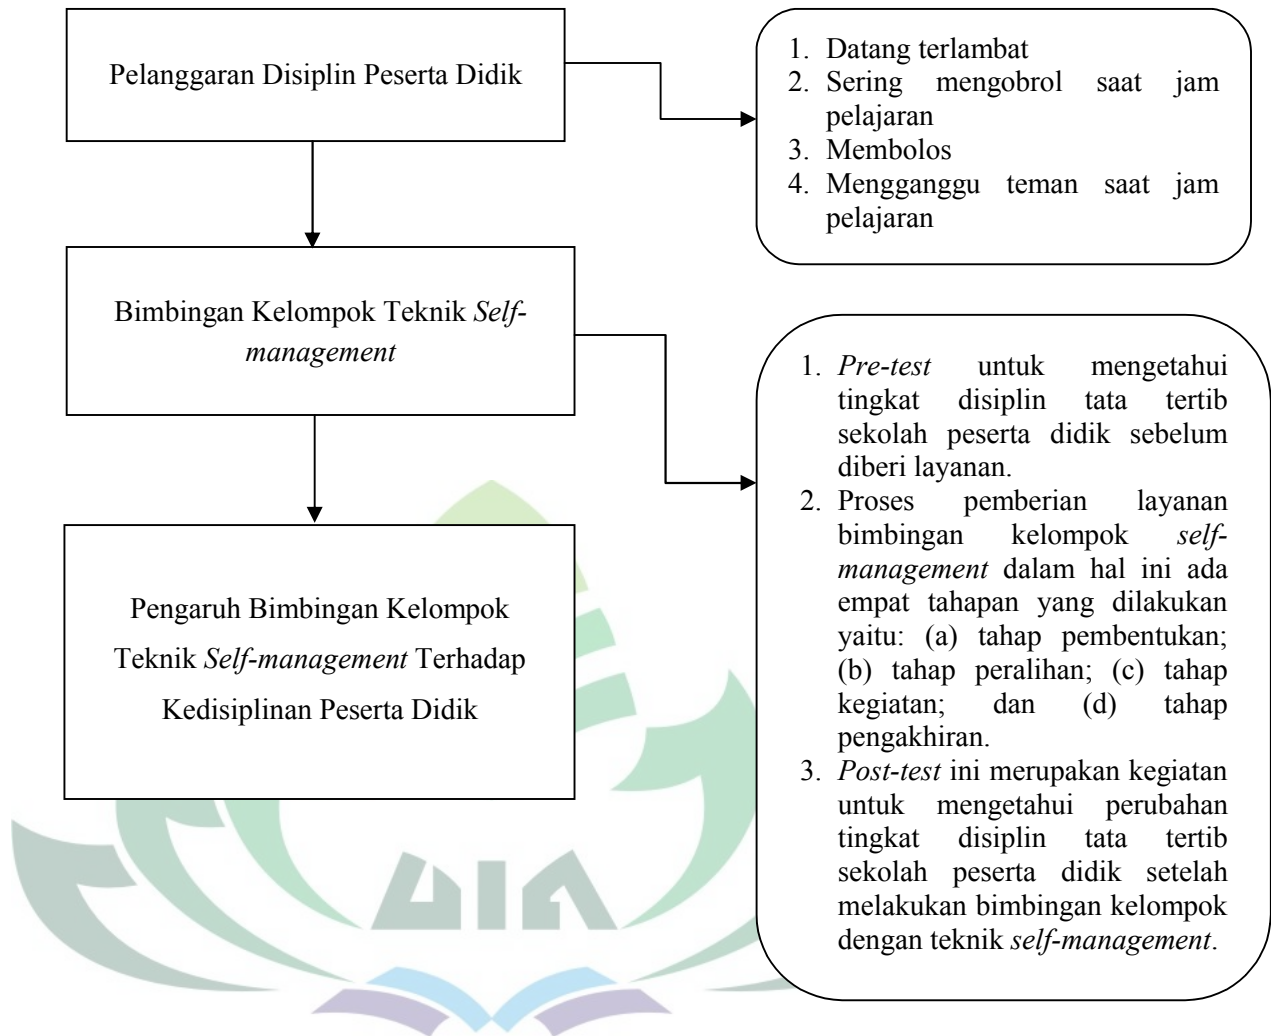 Pelanggaran Disiplin Peserta Didik
1. Datang terlambat
2. Sering mengobrol saat jam
pelajaran
3. Membolos
4. Mengganggu teman saat jam
pelajaran
Bimbingan Kelompok Teknik Self-
management
1. Pre-test untuk mengetahui
tingkat disiplin tata tertib
sekolah peserta didik sebelum
diberi layanan.
2. Proses pemberian layanan
bimbingan kelompok self-
management dalam hal ini ada
empat tahapan yang dilakukan
yaitu: (a) tahap pembentukan;
(b) tahap peralihan; (c) tahap
kegiatan; dan (d) tahap
pengakhiran.
3. Post-test ini merupakan kegiatan
untuk mengetahui perubahan
tingkat disiplin tata tertib
sekolah peserta didik setelah
melakukan bimbingan kelompok
dengan teknik self-management.
Pengaruh Bimbingan Kelompok
Teknik Self-management Terhadap
Kedisiplinan Peserta Didik
UIN